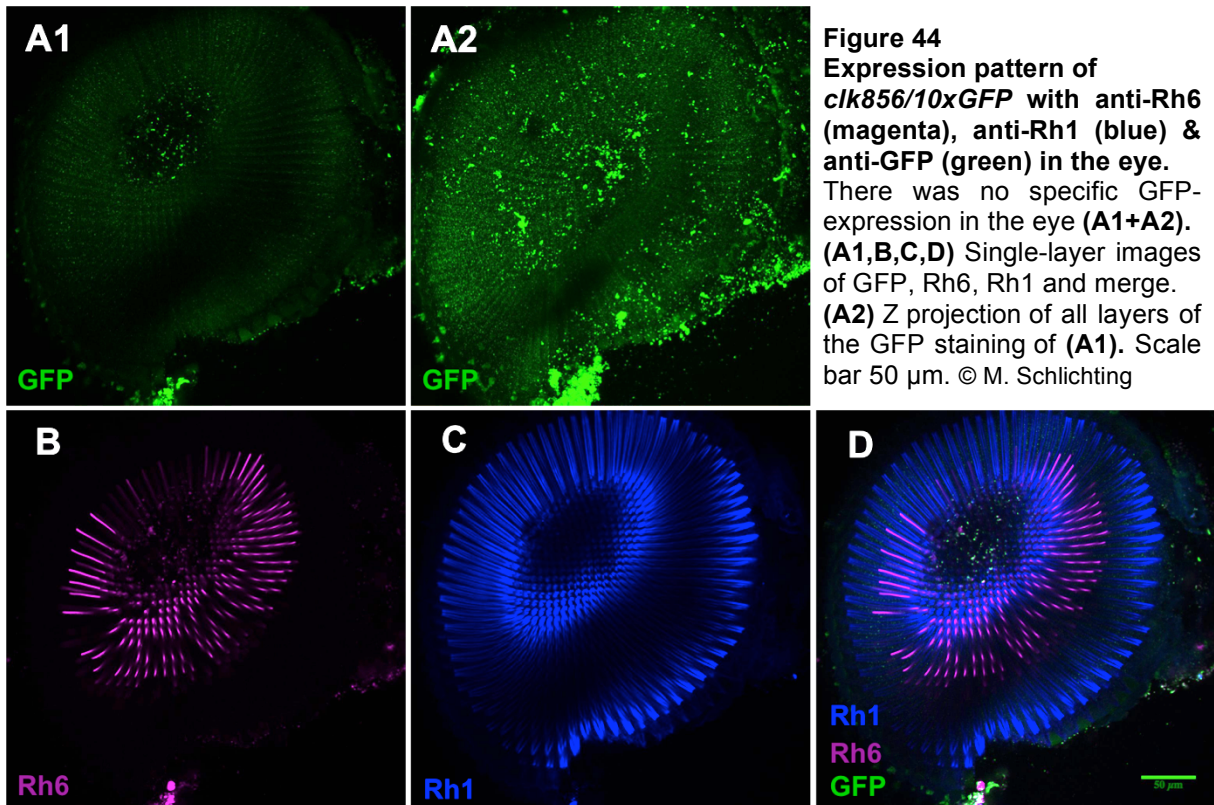 A1
GFP
A2
GFP
Figure 44
Expression pattern of
clk856/10xGFP with anti-Rh6
(magenta), anti-Rh1 (blue) &
anti-GFP (green) in the eye.
There was no specific GFP-
expression in the eye (A1+A2).
(A1,B,C,D) Single-layer images
of GFP, Rh6, Rh1 and merge.
(A2) Z projection of all layers of
the GFP staining of (A1). Scale
bar 50 µm. © M. Schlichting
B
Rh6
C
Rh1
D
Rh1
Rh6
GFP
50 µm